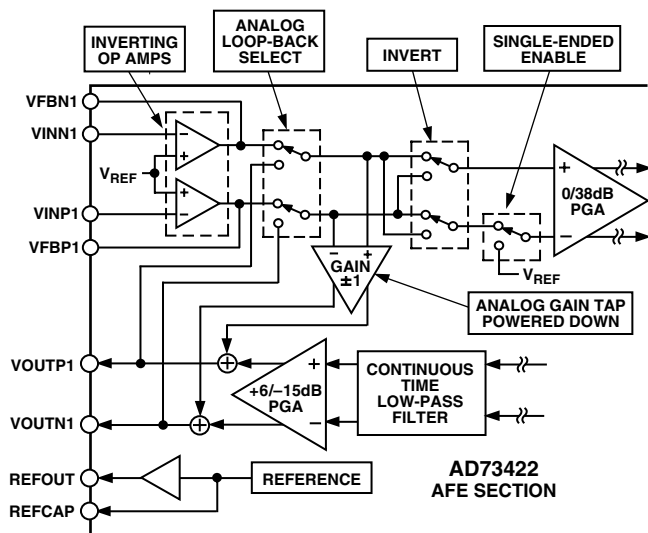 ANALOG
LOOP-BACK
SELECT
INVERTING
OP AMPS
INVERT
SINGLE-ENDED
ENABLE
VFBN1
VINN1
VREF
VINP1
VFBP1
–
+
+
–
+
0/38dB
PGA
–
VREF
– +
GAIN
±1
ANALOG GAIN TAP
POWERED DOWN
VOUTP1
VOUTN1
+
+
+
+6/–15dB
PGA
–
CONTINUOUS
TIME
LOW-PASS
FILTER
REFOUT
REFCAP
REFERENCE
AD73422
AFE SECTION